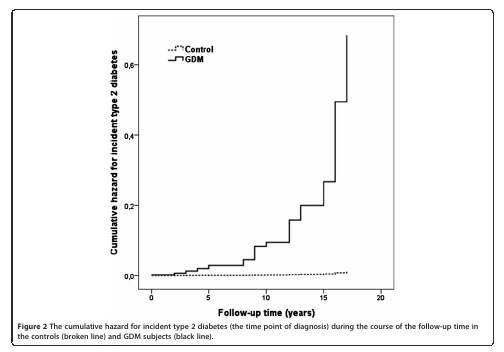 Control
GDM
0,6
0,4
0,2
0,0
Cumulative hazard for incident type 2 diabetes
0
5
10
15
20
Follow-up time (years)
Figure 2 The cumulative hazard for incident type 2 diabetes (the time point of diagnosis) during the course of the follow-up time in
the controls (broken line) and GDM subjects (black line).